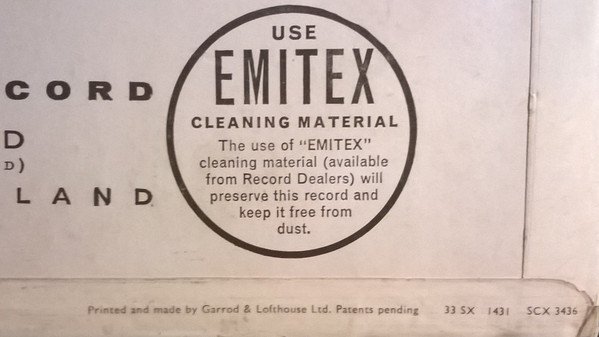 USE
EMITEX
CLEANING MATERIAL
The use of "EMITEX"
cleaning material (available
from Record Dealers) will
preserve this record and
keep it free from
dust.
CORD
D
D)
LAND
Printed and made by Garrod & Lofthouse Ltd. Patents pending 33 SX 1431 SCX 3436